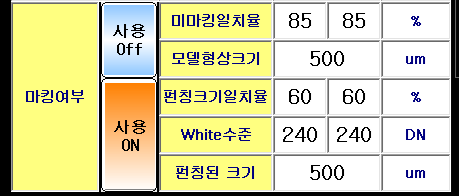 마킹여부
사용
Off
사용
ON
미마킹일치율 85 85 %
모델형상크기 500 um
펀칭크기일치율 60 60 %
White수준 240 240 DN
펀칭된 크기 500 um